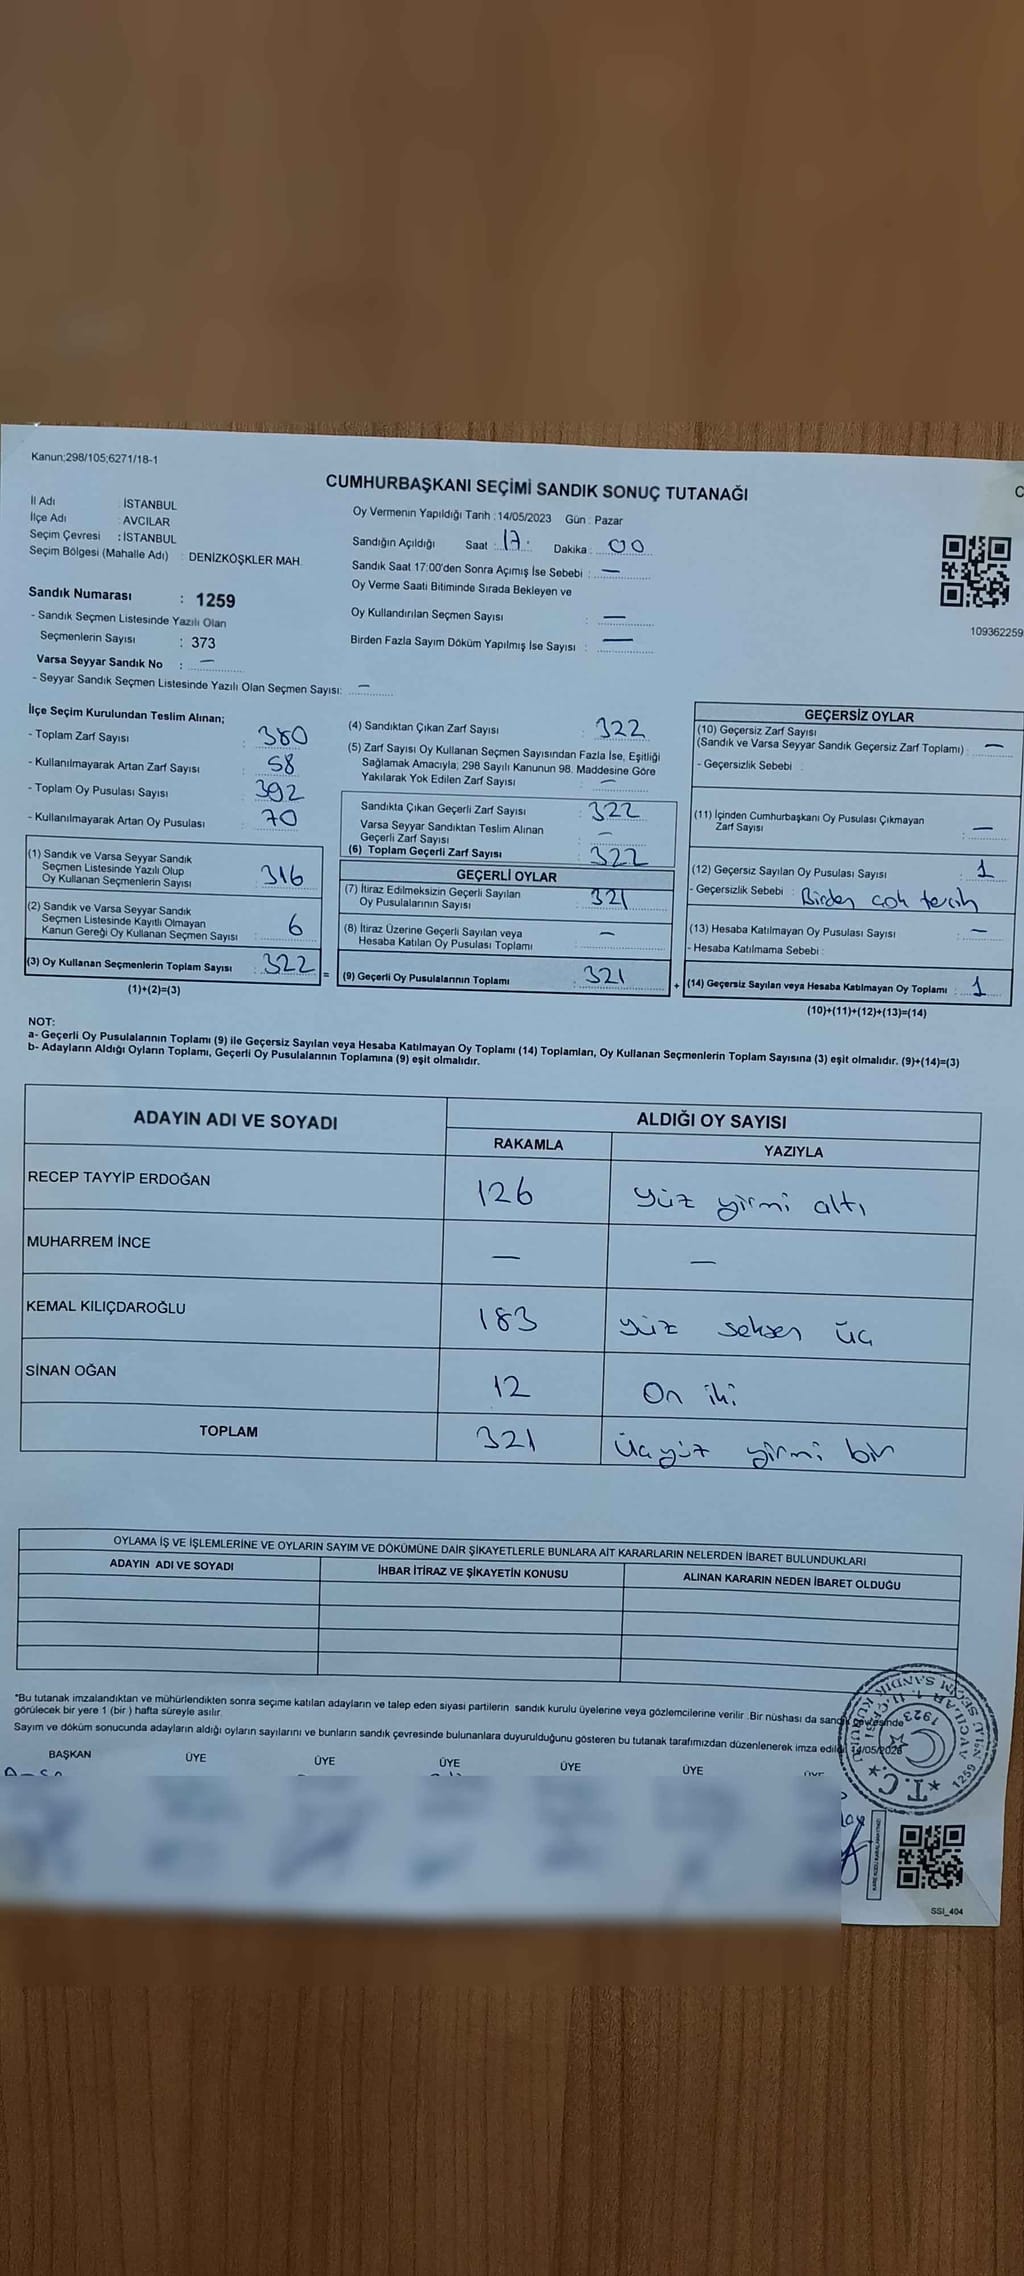 Kanun;298/105;6271/18-1
CUMHURBAŞKANI SEÇİMİ SANDIK SONUÇ TUTANAĞI
C
İl Adı : İSTANBUL
İlçe Adı : AVCILAR
Seçim Çevresi : İSTANBUL
Seçim Bölgesi (Mahalle Adı) : DENİZKÖŞKLER MAH.
Oy Vermenin Yapıldığı Tarih : 14/05/2023 Gün : Pazar
Sandığın Açıldığı Saat : 17. Dakika : 00
Sandık Saat 17:00'den Sonra Açımış İse Sebebi : —
Oy Verme Saati Bitiminde Sırada Bekleyen ve
Oy Kullandırılan Seçmen Sayısı : —
Birden Fazla Sayım Döküm Yapılmış İse Sayısı : —
109362259
Sandık Numarası : 1259
- Sandık Seçmen Listesinde Yazılı Olan
Seçmenlerin Sayısı : 373
Varsa Seyyar Sandık No : —
- Seyyar Sandık Seçmen Listesinde Yazılı Olan Seçmen Sayısı: —
İlçe Seçim Kurulundan Teslim Alınan;
- Toplam Zarf Sayısı : 380
- Kullanılmayarak Artan Zarf Sayısı : 58
- Toplam Oy Pusulası Sayısı : 392
- Kullanılmayarak Artan Oy Pusulası : 70
(1) Sandık ve Varsa Seyyar Sandık
Seçmen Listesinde Yazılı Olup
Oy Kullanan Seçmenlerin Sayısı : 316
(2) Sandık ve Varsa Seyyar Sandık
Seçmen Listesinde Kayıtlı Olmayan
Kanun Gereği Oy Kullanan Seçmen Sayısı : 6
(3) Oy Kullanan Seçmenlerin Toplam Sayısı : 322
(1)+(2)=(3)
=
(4) Sandıktan Çıkan Zarf Sayısı : 322
(5) Zarf Sayısı Oy Kullanan Seçmen Sayısından Fazla İse, Eşitliği
Sağlamak Amacıyla; 298 Sayılı Kanunun 98. Maddesine Göre
Yakılarak Yok Edilen Zarf Sayısı : —
Sandıkta Çıkan Geçerli Zarf Sayısı : 322
Varsa Seyyar Sandıktan Teslim Alınan
Geçerli Zarf Sayısı : —
(6) Toplam Geçerli Zarf Sayısı : 322
GEÇERLİ OYLAR
(7) İtiraz Edilmeksizin Geçerli Sayılan
Oy Pusulalarının Sayısı : 321
(8) İtiraz Üzerine Geçerli Sayılan veya
Hesaba Katılan Oy Pusulası Toplamı : —
(9) Geçerli Oy Pusulalarının Toplamı : 321
+
GEÇERSİZ OYLAR
(10) Geçersiz Zarf Sayısı
(Sandık ve Varsa Seyyar Sandık Geçersiz Zarf Toplamı) : —
- Geçersizlik Sebebi :
(11) İçinden Cumhurbaşkanı Oy Pusulası Çıkmayan
Zarf Sayısı : —
(12) Geçersiz Sayılan Oy Pusulası Sayısı : 1
- Geçersizlik Sebebi : Birden çok tercih
(13) Hesaba Katılmayan Oy Pusulası Sayısı : —
- Hesaba Katılmama Sebebi :
(14) Geçersiz Sayılan veya Hesaba Katılmayan Oy Toplamı : 1
(10)+(11)+(12)+(13)=(14)
NOT:
a- Geçerli Oy Pusulalarının Toplamı (9) ile Geçersiz Sayılan veya Hesaba Katılmayan Oy Toplamı (14) Toplamları, Oy Kullanan Seçmenlerin Toplam Sayısına (3) eşit olmalıdır. (9)+(14)=(3)
b- Adayların Aldığı Oyların Toplamı, Geçerli Oy Pusulalarının Toplamına (9) eşit olmalıdır.
ADAYIN ADI VE SOYADI
ALDIĞI OY SAYISI
RAKAMLA YAZIYLA
RECEP TAYYİP ERDOĞAN 126 yüz yirmi altı
MUHARREM İNCE — —
KEMAL KILIÇDAROĞLU 183 yüz seksen üç
SİNAN OĞAN 12 On iki
TOPLAM 321 üçyüz yirmi bir
OYLAMA İŞ VE İŞLEMLERİNE VE OYLARIN SAYIM VE DÖKÜMÜNE DAİR ŞİKAYETLERLE BUNLARA AİT KARARLARIN NELERDEN İBARET BULUNDUKLARI
ADAYIN ADI VE SOYADI İHBAR İTİRAZ VE ŞİKAYETİN KONUSU ALINAN KARARIN NEDEN İBARET OLDUĞU
*Bu tutanak imzalandıktan ve mühürlendikten sonra seçime katılan adayların ve talep eden siyasi partilerin sandık kurulu üyelerine veya gözlemcilerine verilir .Bir nüshası da sandık çevresinde
görülecek bir yere 1 (bir ) hafta süreyle asılır.
Sayım ve döküm sonucunda adayların aldığı oyların sayılarını ve bunların sandık çevresinde bulunanlara duyurulduğunu gösteren bu tutanak tarafımızdan düzenlenerek imza edildi. 14/05/2023
BAŞKAN ÜYE ÜYE ÜYE ÜYE ÜYE
T.C.
1923
SSI_404